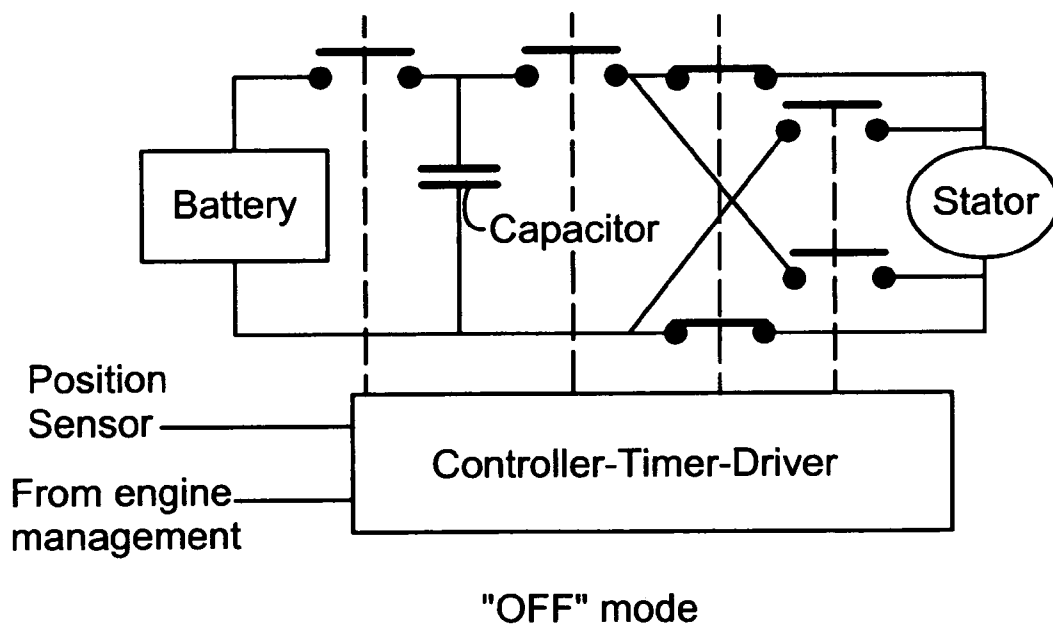 Battery
Capacitor
Stator
Position
Sensor
Controller-Timer-Driver
From engine
management
"OFF" mode